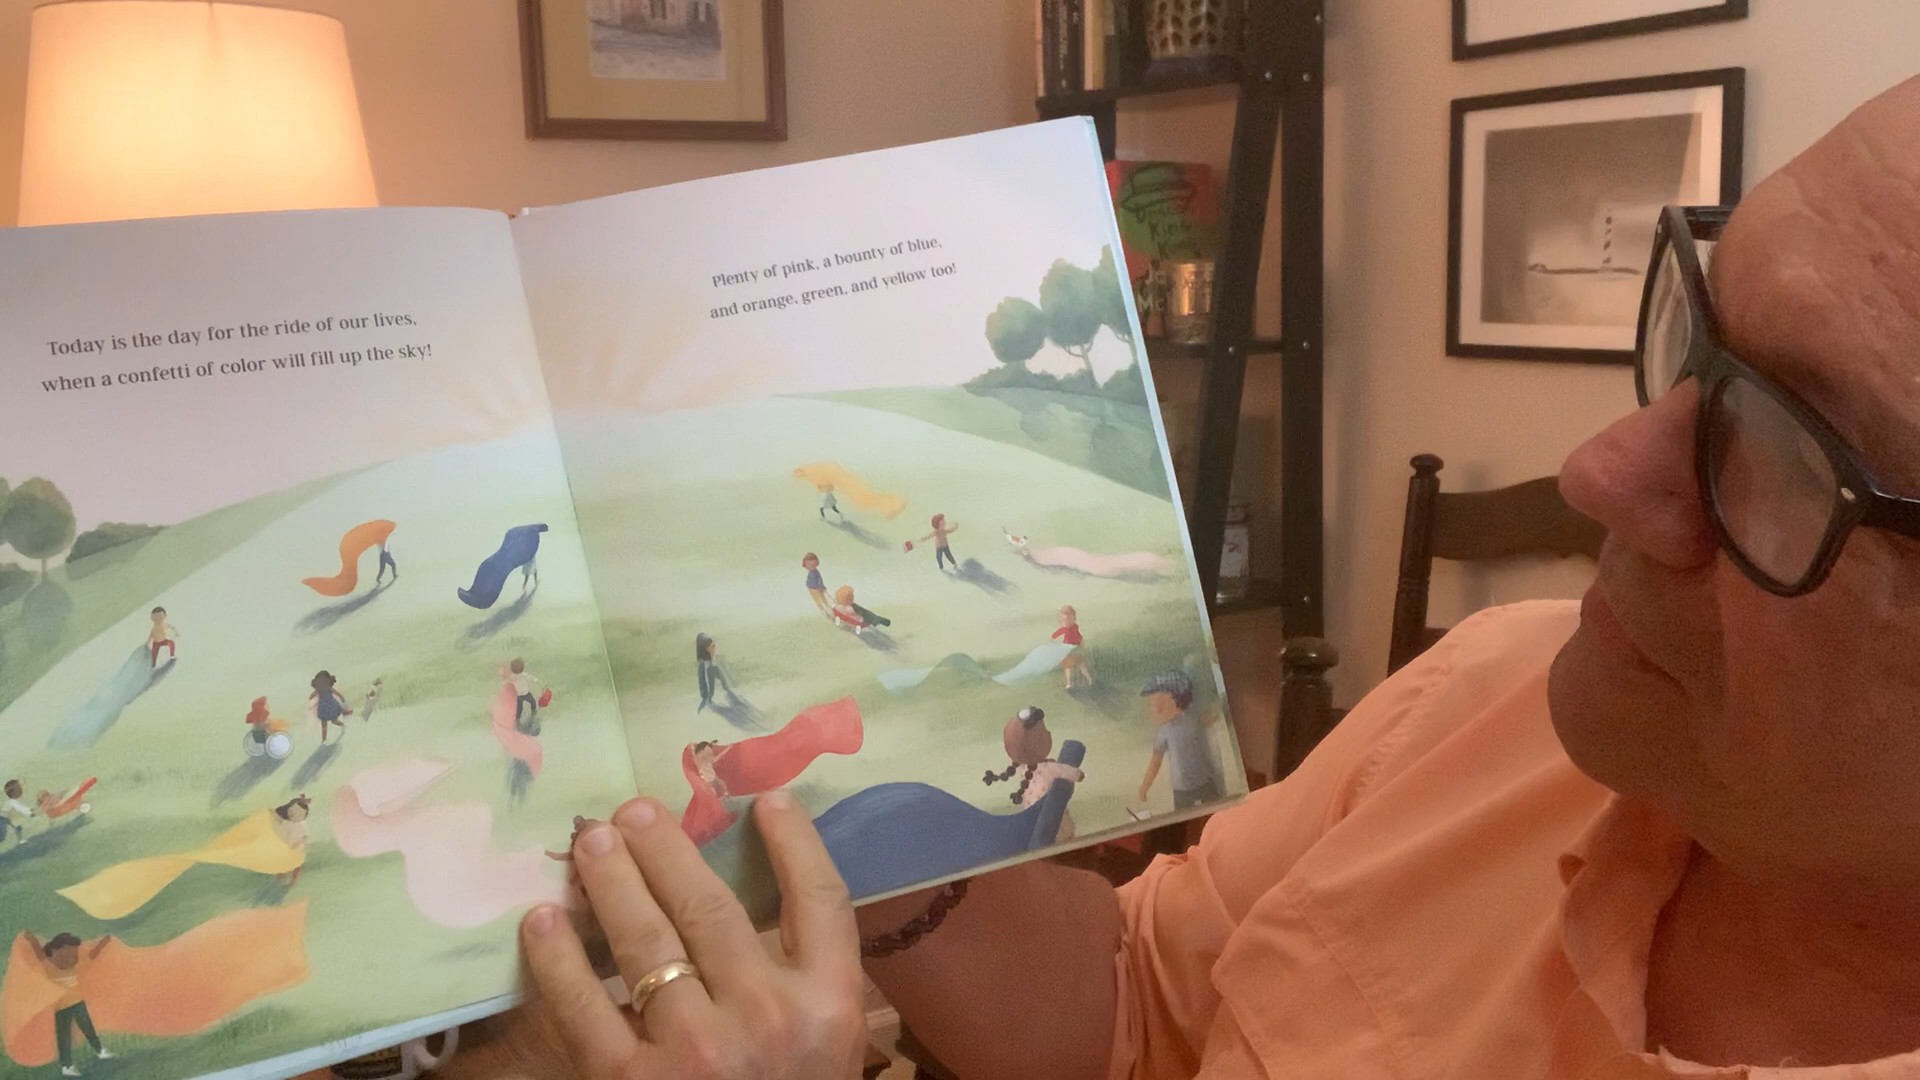 Today is the day for the ride of our lives,
when a confetti of color will fill up the sky!
Plenty of pink, a bounty of blue,
and orange, green, and yellow too!